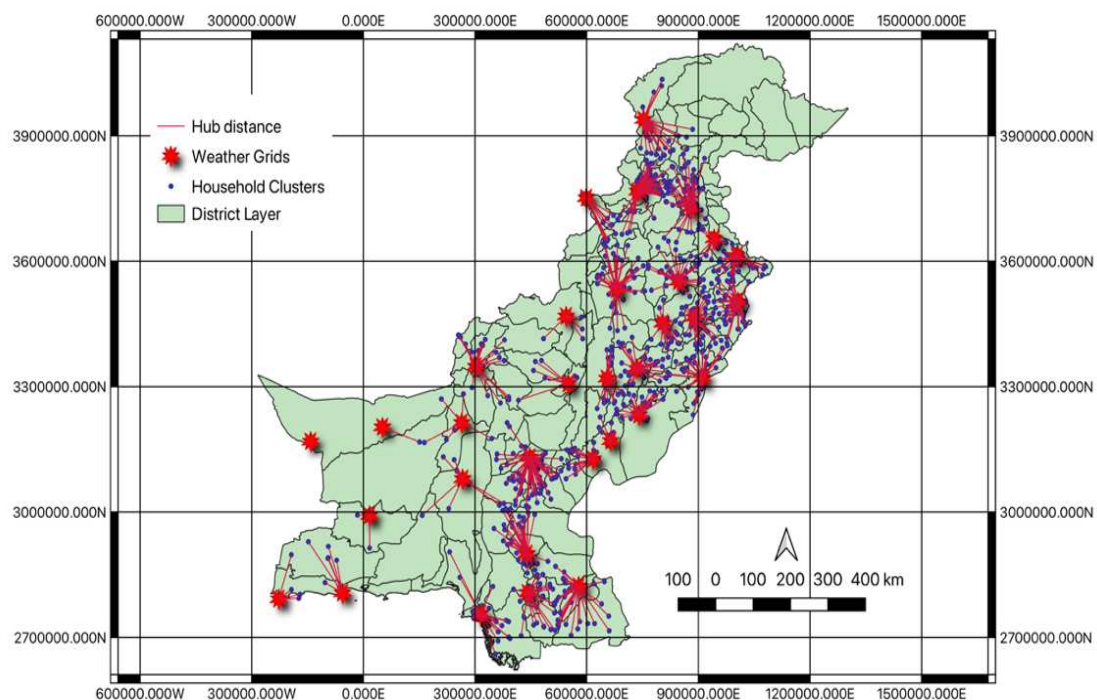 600000.000W 300000.000W 0.000E 300000.000E 600000.000E 900000.000E 1200000.000E 1500000.000E
Hub distance
3900000.000N 3900000.000N
Weather Grids
Household Clusters
District Layer
3600000.000N 3600000.000N
3300000.000N 3300000.000N
3000000.000N 3000000.000N
100 0 100 200 300 400 km
2700000.000N 2700000.000N
600000.000W 300000.000W 0.000E 300000.000E 600000.000E 900000.000E 1200000.000E 1500000.000E